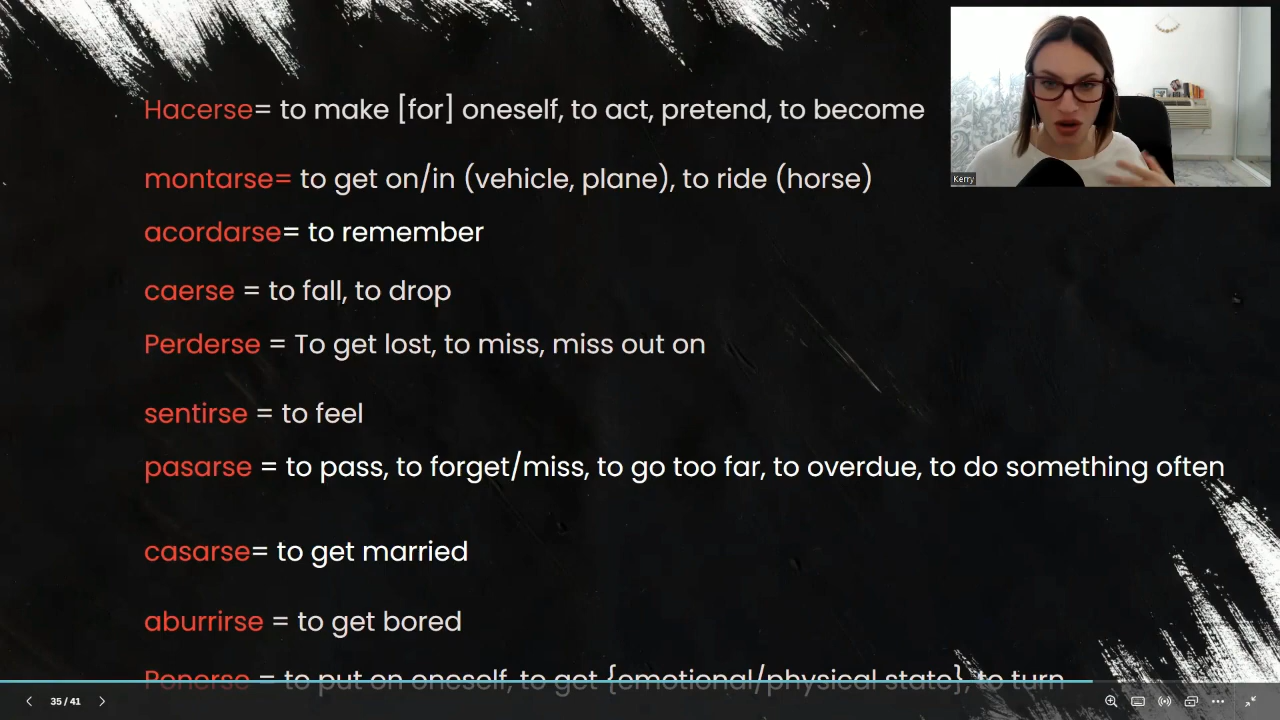 Hacerse= to make [for] oneself, to act, pretend, to become
montarse= to get on/in (vehicle, plane), to ride (horse)
Kerry
acordarse= to remember
caerse = to fall, to drop
Perderse = To get lost, to miss, miss out on
sentirse = to feel
pasarse = to pass, to forget/miss, to go too far, to overdue, to do something often
casarse= to get married
aburrirse = to get bored
Ponerse = to put on oneself, to get {emotional/physical state}, to turn
35 / 41